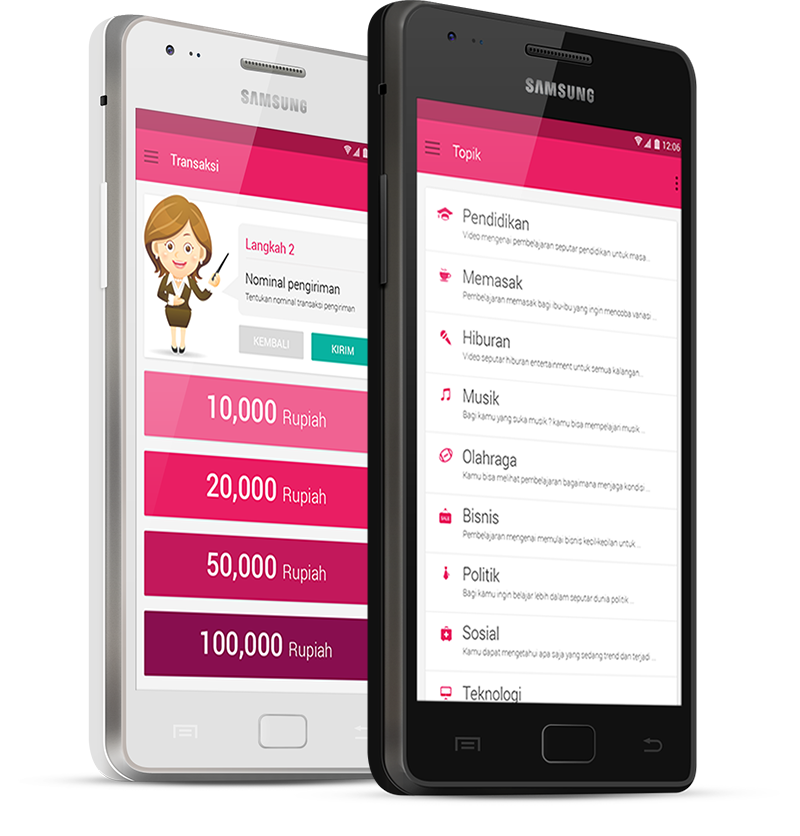 SAMSUNG
Transaksi
Langkah 2
Nominal pengiriman
Tentukan nominal transaksi pengiriman
KEMBALI
KIRIM
10,000 Rupiah
20,000 Rupiah
50,000 Rupiah
100,000 Rupiah
SAMSUNG
12:06
Topik
Pendidikan
Video mengenai pembelajaran seputar pendidikan untuk masa ...
Memasak
Pembelajaran memasak bagi ibu-ibu yang ingin mencoba variasi ...
Hiburan
Video seputar hiburan entertainment untuk semua kalangan...
Musik
Bagi kamu yang suka musik ? kamu bisa mempelajari musik ...
Olahraga
Kamu bisa melihat pembelajaran bagaimana menjaga kondisi ...
SALE
Bisnis
Pembelajaran mengenai memulai bisnis kecil-kecilan untuk ...
Politik
Bagi kamu ingin belajar lebih dalam seputar dunia politik ...
Sosial
Kamu dapat mengetahui apa saja yang sedang trend dan terjadi ...
Teknologi